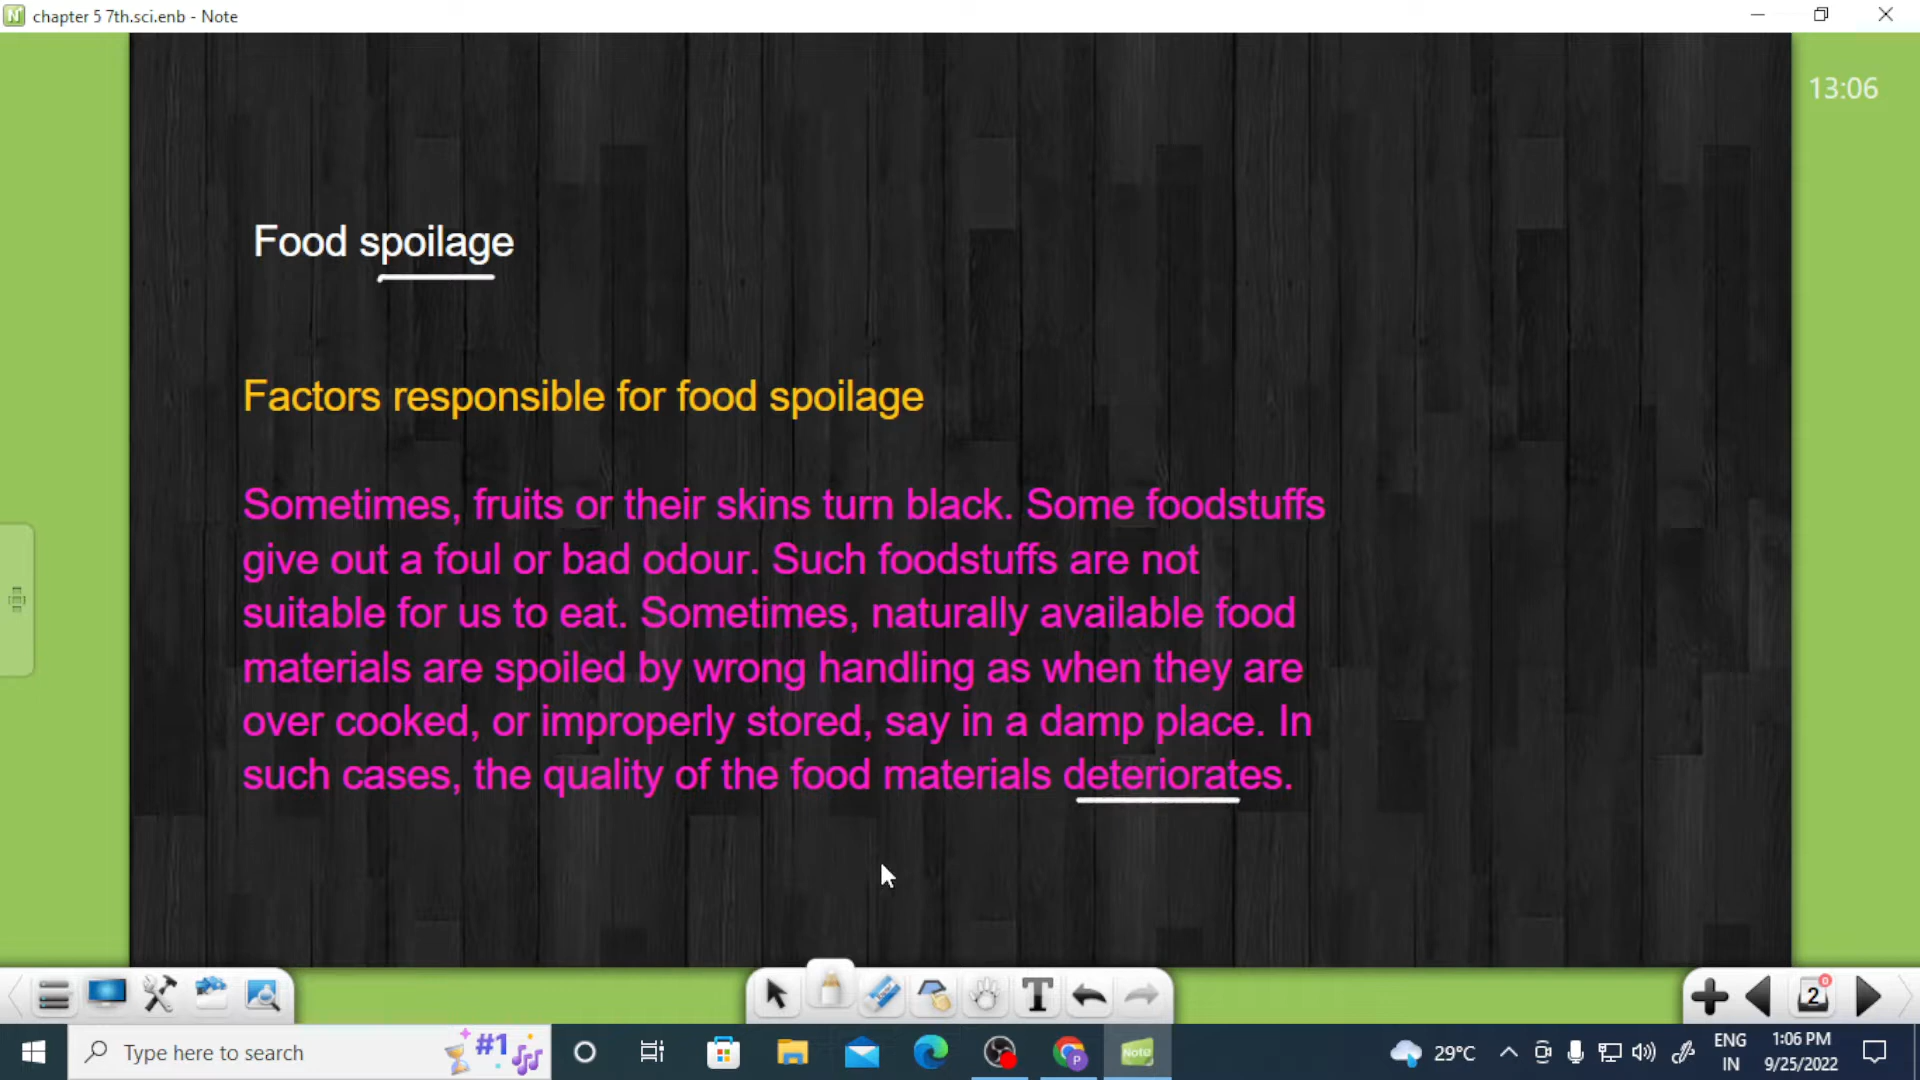 chapter 5 7th.sci.enb - Note
13:06
Food spoilage
Factors responsible for food spoilage
Sometimes, fruits or their skins turn black. Some foodstuffs
give out a foul or bad odour. Such foodstuffs are not
suitable for us to eat. Sometimes, naturally available food
materials are spoiled by wrong handling as when they are
over cooked, or improperly stored, say in a damp place. In
such cases, the quality of the food materials deteriorates.
T
2
0
Type here to search
#1
P
Note
29°C
ENG
IN
1:06 PM
9/25/2022